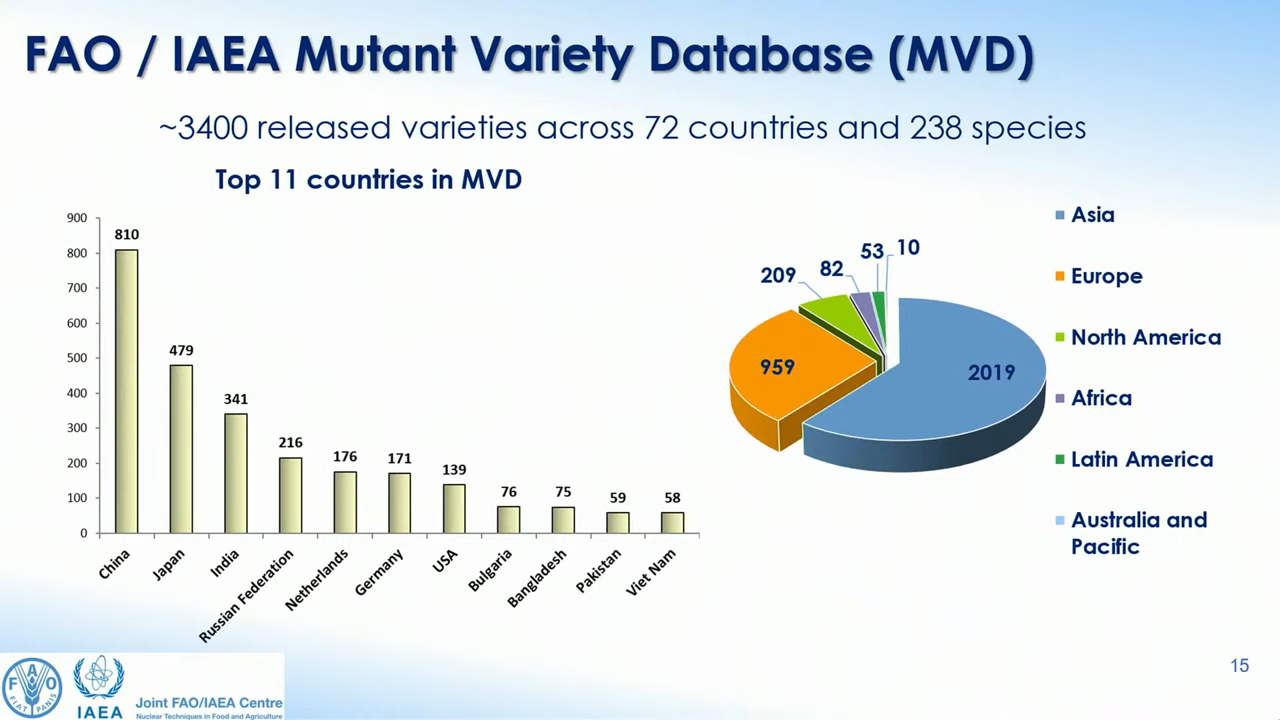 FAO / IAEA Mutant Variety Database (MVD)
~3400 released varieties across 72 countries and 238 species
Top 11 countries in MVD
900
800
700
600
500
400
300
200
100
0
810
479
341
216
176
171
139
76
75
59
58
China
Japan
India
Russian Federation
Netherlands
Germany
USA
Bulgaria
Bangladesh
Pakistan
Viet Nam
209
82
53
10
959
2019
Asia
Europe
North America
Africa
Latin America
Australia and
Pacific
F A O
FIAT PANIS
IAEA
Joint FAO/IAEA Centre
Nuclear Techniques in Food and Agriculture
15